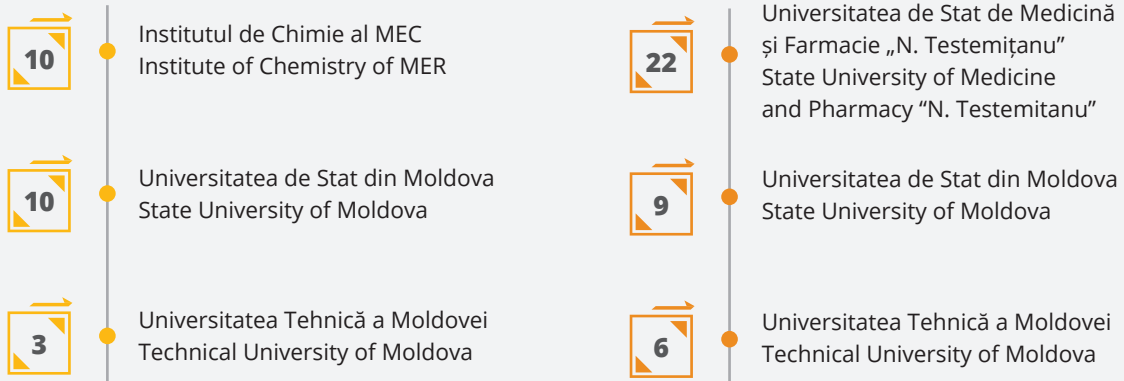 10
Institutul de Chimie al MEC
Institute of Chemistry of MER
10
Universitatea de Stat din Moldova
State University of Moldova
3
Universitatea Tehnică a Moldovei
Technical University of Moldova
22
Universitatea de Stat de Medicină
și Farmacie „N. Testemițanu”
State University of Medicine
and Pharmacy “N. Testemitanu”
9
Universitatea de Stat din Moldova
State University of Moldova
6
Universitatea Tehnică a Moldovei
Technical University of Moldova